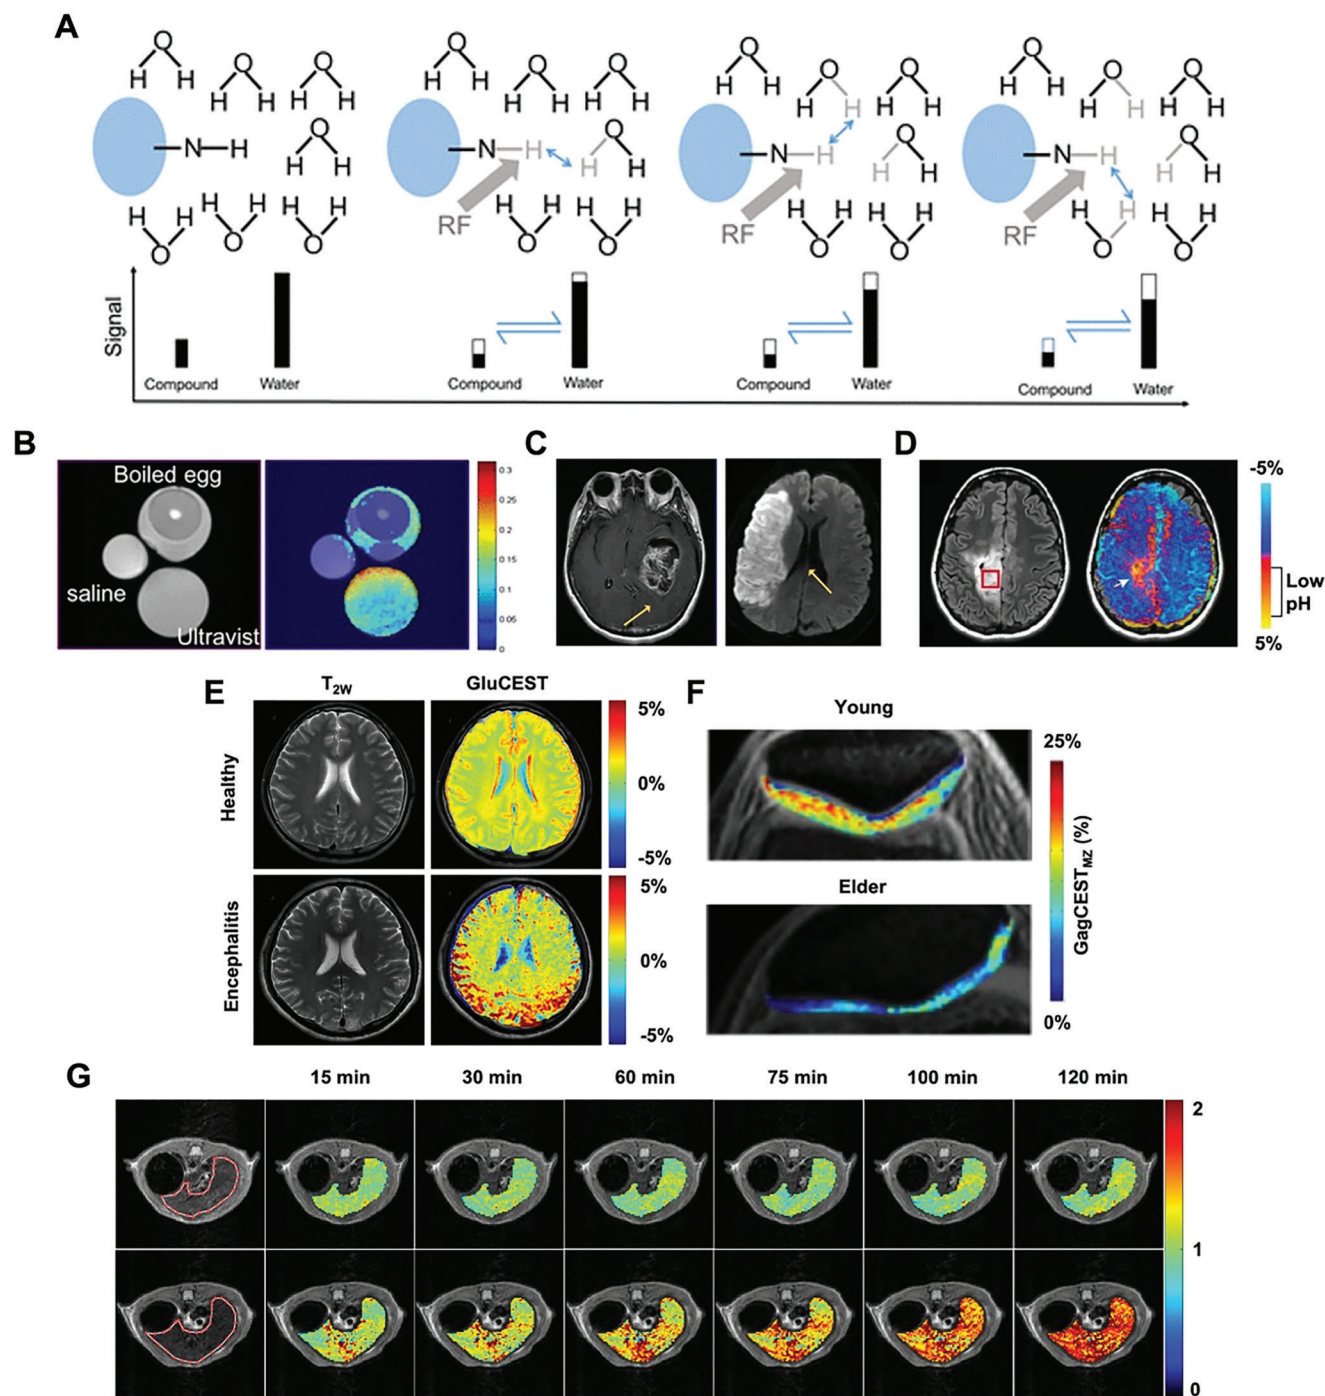 A
H O H H O H H O H
N H H O H
H O H H O H H O H
H O H H O H H O H
N H H O H
RF H O H H O H
H O H H O H H O H
N H H O H
RF H O H H O H
H O H H O H H O H
N H H O H
RF H O H H O H
Signal
Compound Water
Compound Water
Compound Water
Compound Water
B
Boiled egg
saline
Ultravist
0.3
0.25
0.2
0.15
0.1
0.05
0
C
D
-5%
Low
pH
5%
E
T2W GluCEST
Healthy
5%
0%
-5%
Encephalitis
5%
0%
-5%
F
Young
Elder
25%
GagCESTMZ (%)
0%
G
15 min 30 min 60 min 75 min 100 min 120 min
2
1
0